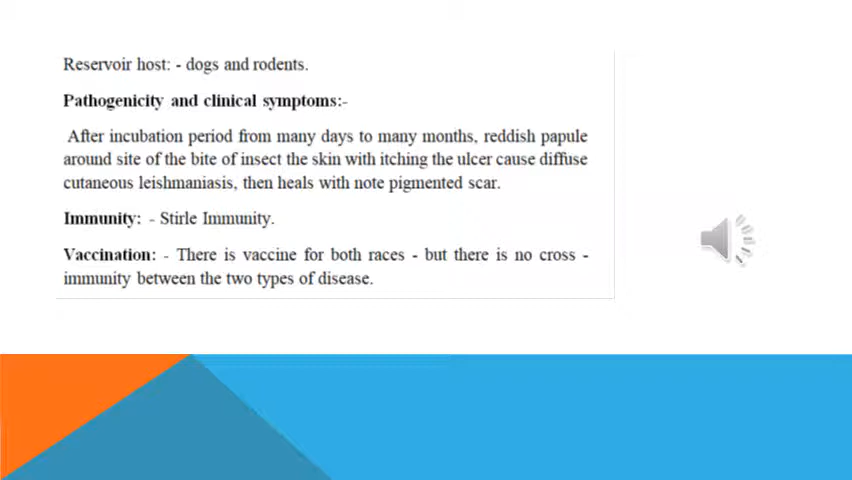 Reservoir host: - dogs and rodents.
Pathogenicity and clinical symptoms:-
After incubation period from many days to many months, reddish papule
around site of the bite of insect the skin with itching the ulcer cause diffuse
cutaneous leishmaniasis, then heals with note pigmented scar.
Immunity: - Stirle Immunity.
Vaccination: - There is vaccine for both races - but there is no cross -
immunity between the two types of disease.